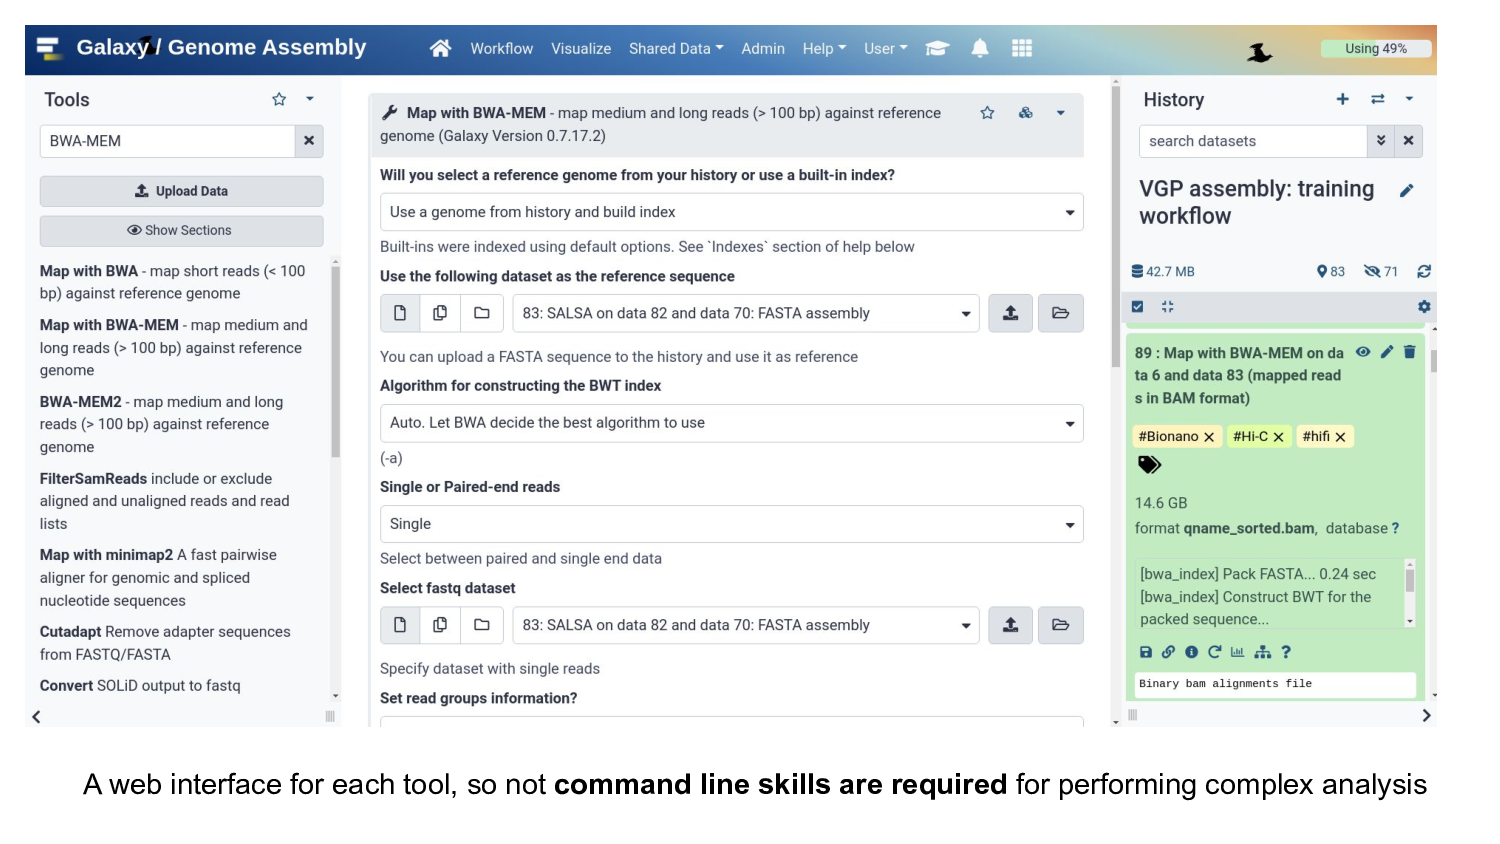 Galaxy / Genome Assembly
Workflow
Visualize
Shared Data
Admin
Help
User
Using 49%
Tools
BWA-MEM
Upload Data
Show Sections
Map with BWA - map short reads (< 100
bp) against reference genome
Map with BWA-MEM - map medium and
long reads (> 100 bp) against reference
genome
BWA-MEM2 - map medium and long
reads (> 100 bp) against reference
genome
FilterSamReads include or exclude
aligned and unaligned reads and read
lists
Map with minimap2 A fast pairwise
aligner for genomic and spliced
nucleotide sequences
Cutadapt Remove adapter sequences
from FASTQ/FASTA
Convert SOLiD output to fastq
Map with BWA-MEM - map medium and long reads (> 100 bp) against reference
genome (Galaxy Version 0.7.17.2)
Will you select a reference genome from your history or use a built-in index?
Use a genome from history and build index
Built-ins were indexed using default options. See `Indexes` section of help below
Use the following dataset as the reference sequence
83: SALSA on data 82 and data 70: FASTA assembly
You can upload a FASTA sequence to the history and use it as reference
Algorithm for constructing the BWT index
Auto. Let BWA decide the best algorithm to use
(-a)
Single or Paired-end reads
Single
Select between paired and single end data
Select fastq dataset
83: SALSA on data 82 and data 70: FASTA assembly
Specify dataset with single reads
Set read groups information?
History
search datasets
VGP assembly: training
workflow
42.7 MB
83
71
89 : Map with BWA-MEM on da
ta 6 and data 83 (mapped read
s in BAM format)
#Bionano
#Hi-C
#hifi
14.6 GB
format qname_sorted.bam, database ?
[bwa_index] Pack FASTA... 0.24 sec
[bwa_index] Construct BWT for the
packed sequence...
Binary bam alignments file
A web interface for each tool, so not command line skills are required for performing complex analysis